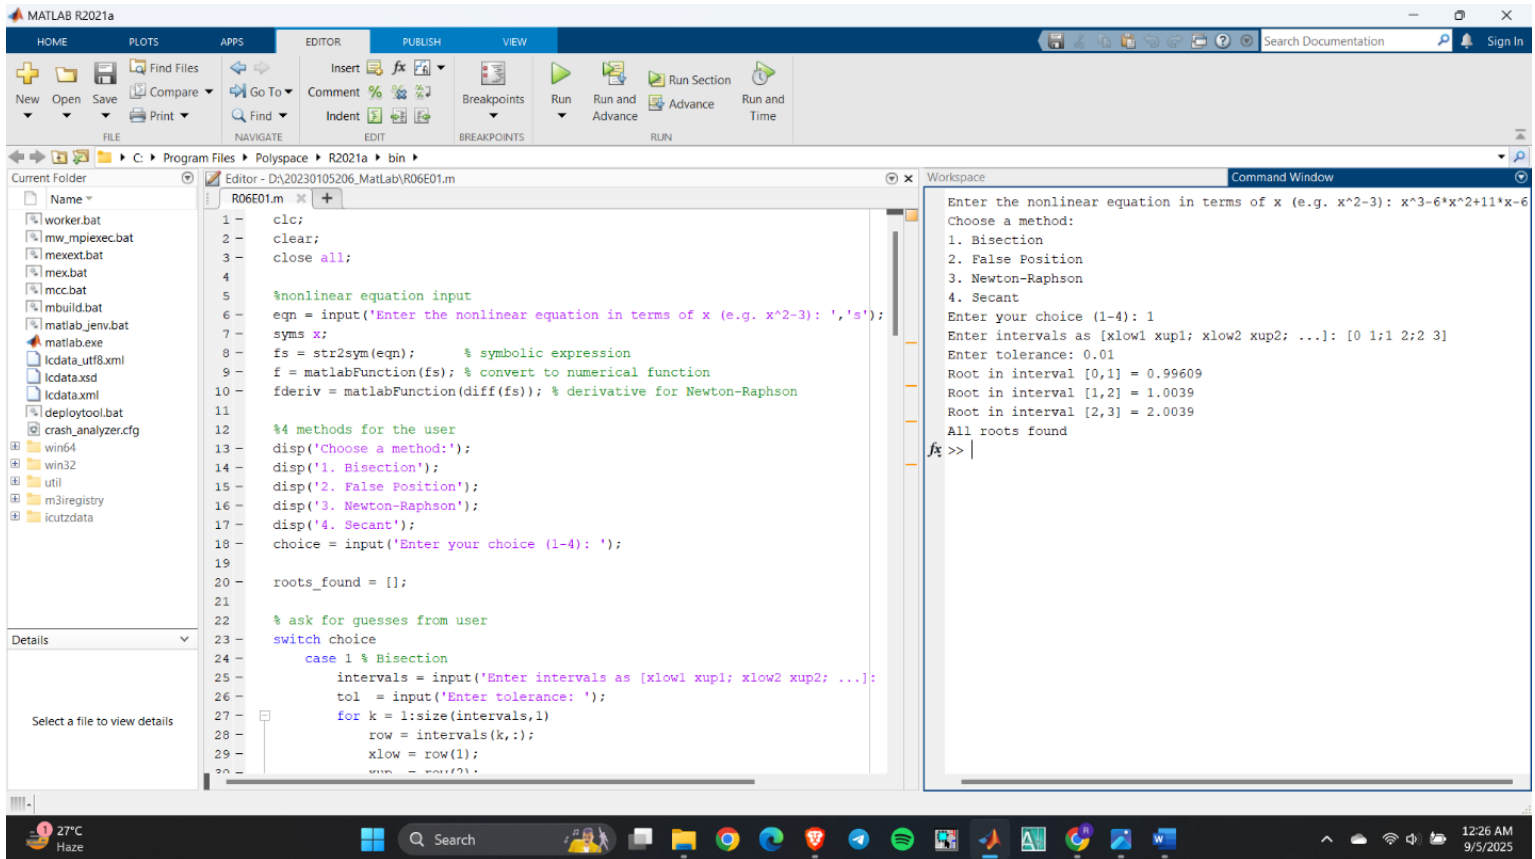 MATLAB R2021a
HOME PLOTS APPS EDITOR PUBLISH VIEW
Search Documentation
Sign In
New Open Save
Find Files
Compare
Print
FILE
Go To
Find
NAVIGATE
Insert fx
Comment %
Indent
EDIT
Breakpoints
BREAKPOINTS
Run
Run and Advance
Run Section
Advance
Run and Time
RUN
C: Program Files Polyspace R2021a bin
Current Folder
Name
worker.bat
mw_mpiexec.bat
mexext.bat
mex.bat
mcc.bat
mbuild.bat
matlab_jenv.bat
matlab.exe
lcdata_utf8.xml
lcdata.xsd
lcdata.xml
deploytool.bat
crash_analyzer.cfg
win64
win32
util
m3iregistry
icutzdata
Details
Select a file to view details
Editor - D:\20230105206_MatLab\R06E01.m
R06E01.m
1 clc;
2 clear;
3 close all;
4
5 %nonlinear equation input
6 eqn = input('Enter the nonlinear equation in terms of x (e.g. x^2-3): ','s');
7 syms x;
8 fs = str2sym(eqn); % symbolic expression
9 f = matlabFunction(fs); % convert to numerical function
10 fderiv = matlabFunction(diff(fs)); % derivative for Newton-Raphson
11
12 %4 methods for the user
13 disp('Choose a method:');
14 disp('1. Bisection');
15 disp('2. False Position');
16 disp('3. Newton-Raphson');
17 disp('4. Secant');
18 choice = input('Enter your choice (1-4): ');
19
20 roots_found = [];
21
22 % ask for guesses from user
23 switch choice
24 case 1 % Bisection
25 intervals = input('Enter intervals as [xlow1 xup1; xlow2 xup2; ...]:
26 tol = input('Enter tolerance: ');
27 for k = 1:size(intervals,1)
28 row = intervals(k,:);
29 xlow = row(1);
30 xup = row(2);
Workspace
Command Window
Enter the nonlinear equation in terms of x (e.g. x^2-3): x^3-6*x^2+11*x-6
Choose a method:
1. Bisection
2. False Position
3. Newton-Raphson
4. Secant
Enter your choice (1-4): 1
Enter intervals as [xlow1 xup1; xlow2 xup2; ...]: [0 1;1 2;2 3]
Enter tolerance: 0.01
Root in interval [0,1] = 0.99609
Root in interval [1,2] = 1.0039
Root in interval [2,3] = 2.0039
All roots found
fx >>
1
27°C
Haze
Search
12:26 AM
9/5/2025